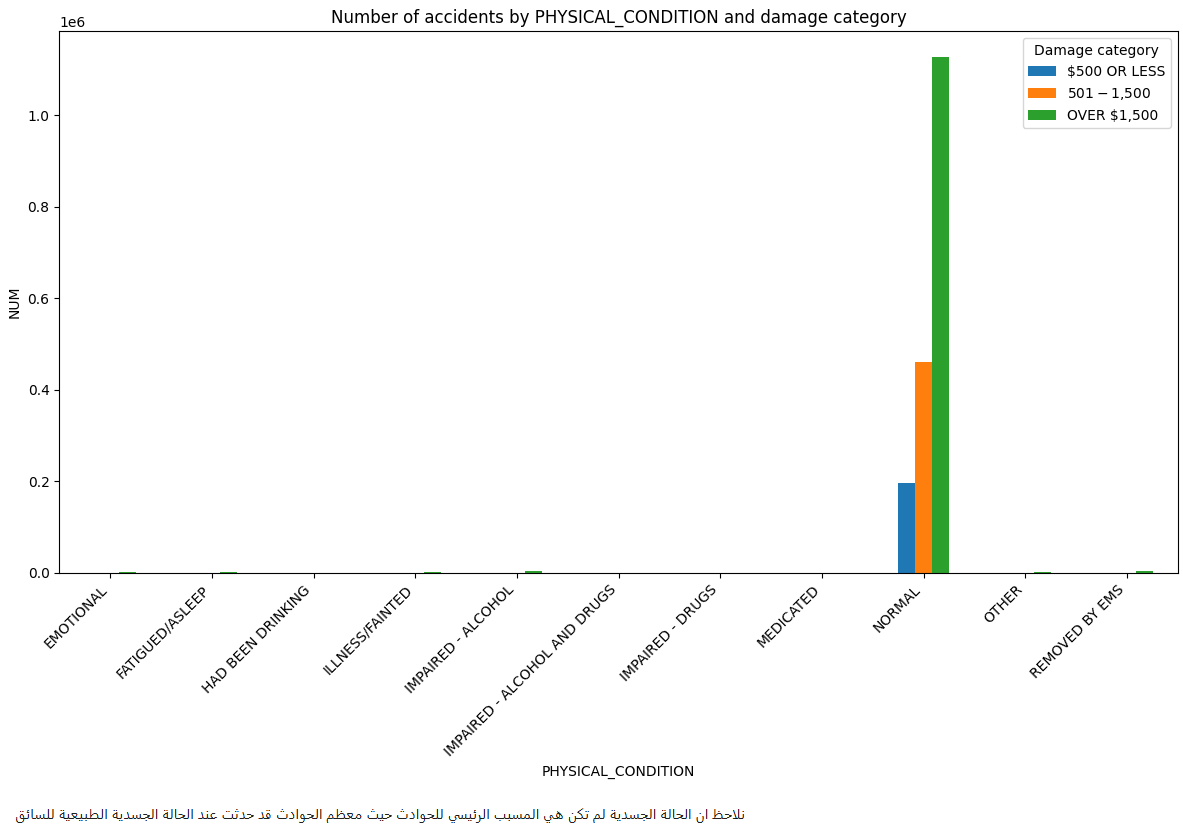 Number of accidents by PHYSICAL_CONDITION and damage category
1e6
Damage category
$500 OR LESS
501 − 1,500
OVER $1,500
1.0
0.8
0.6
0.4
0.2
0.0
NUM
EMOTIONAL
FATIGUED/ASLEEP
HAD BEEN DRINKING
ILLNESS/FAINTED
IMPAIRED - ALCOHOL
IMPAIRED - ALCOHOL AND DRUGS
IMPAIRED - DRUGS
MEDICATED
NORMAL
OTHER
REMOVED BY EMS
PHYSICAL_CONDITION
نلاحظ ان الحالة الجسدية لم تكن هي المسبب الرئيسي للحوادث حيث معظم الحوادث قد حدثت عند الحالة الجسدية الطبيعية للسائق